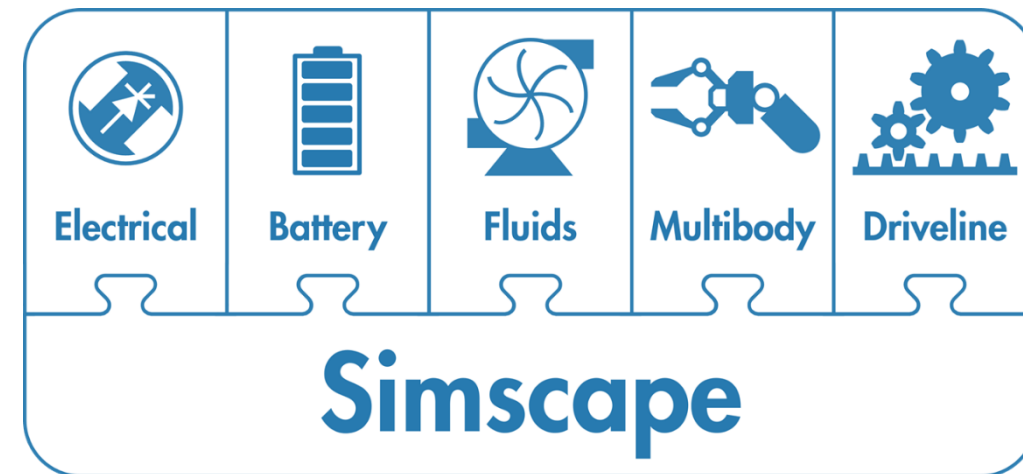 Electrical
Battery
Fluids
Multibody
Driveline
Simscape